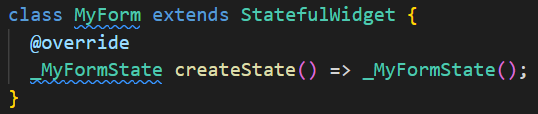 class MyForm extends StatefulWidget {
  @override
  _MyFormState createState() => _MyFormState();
}